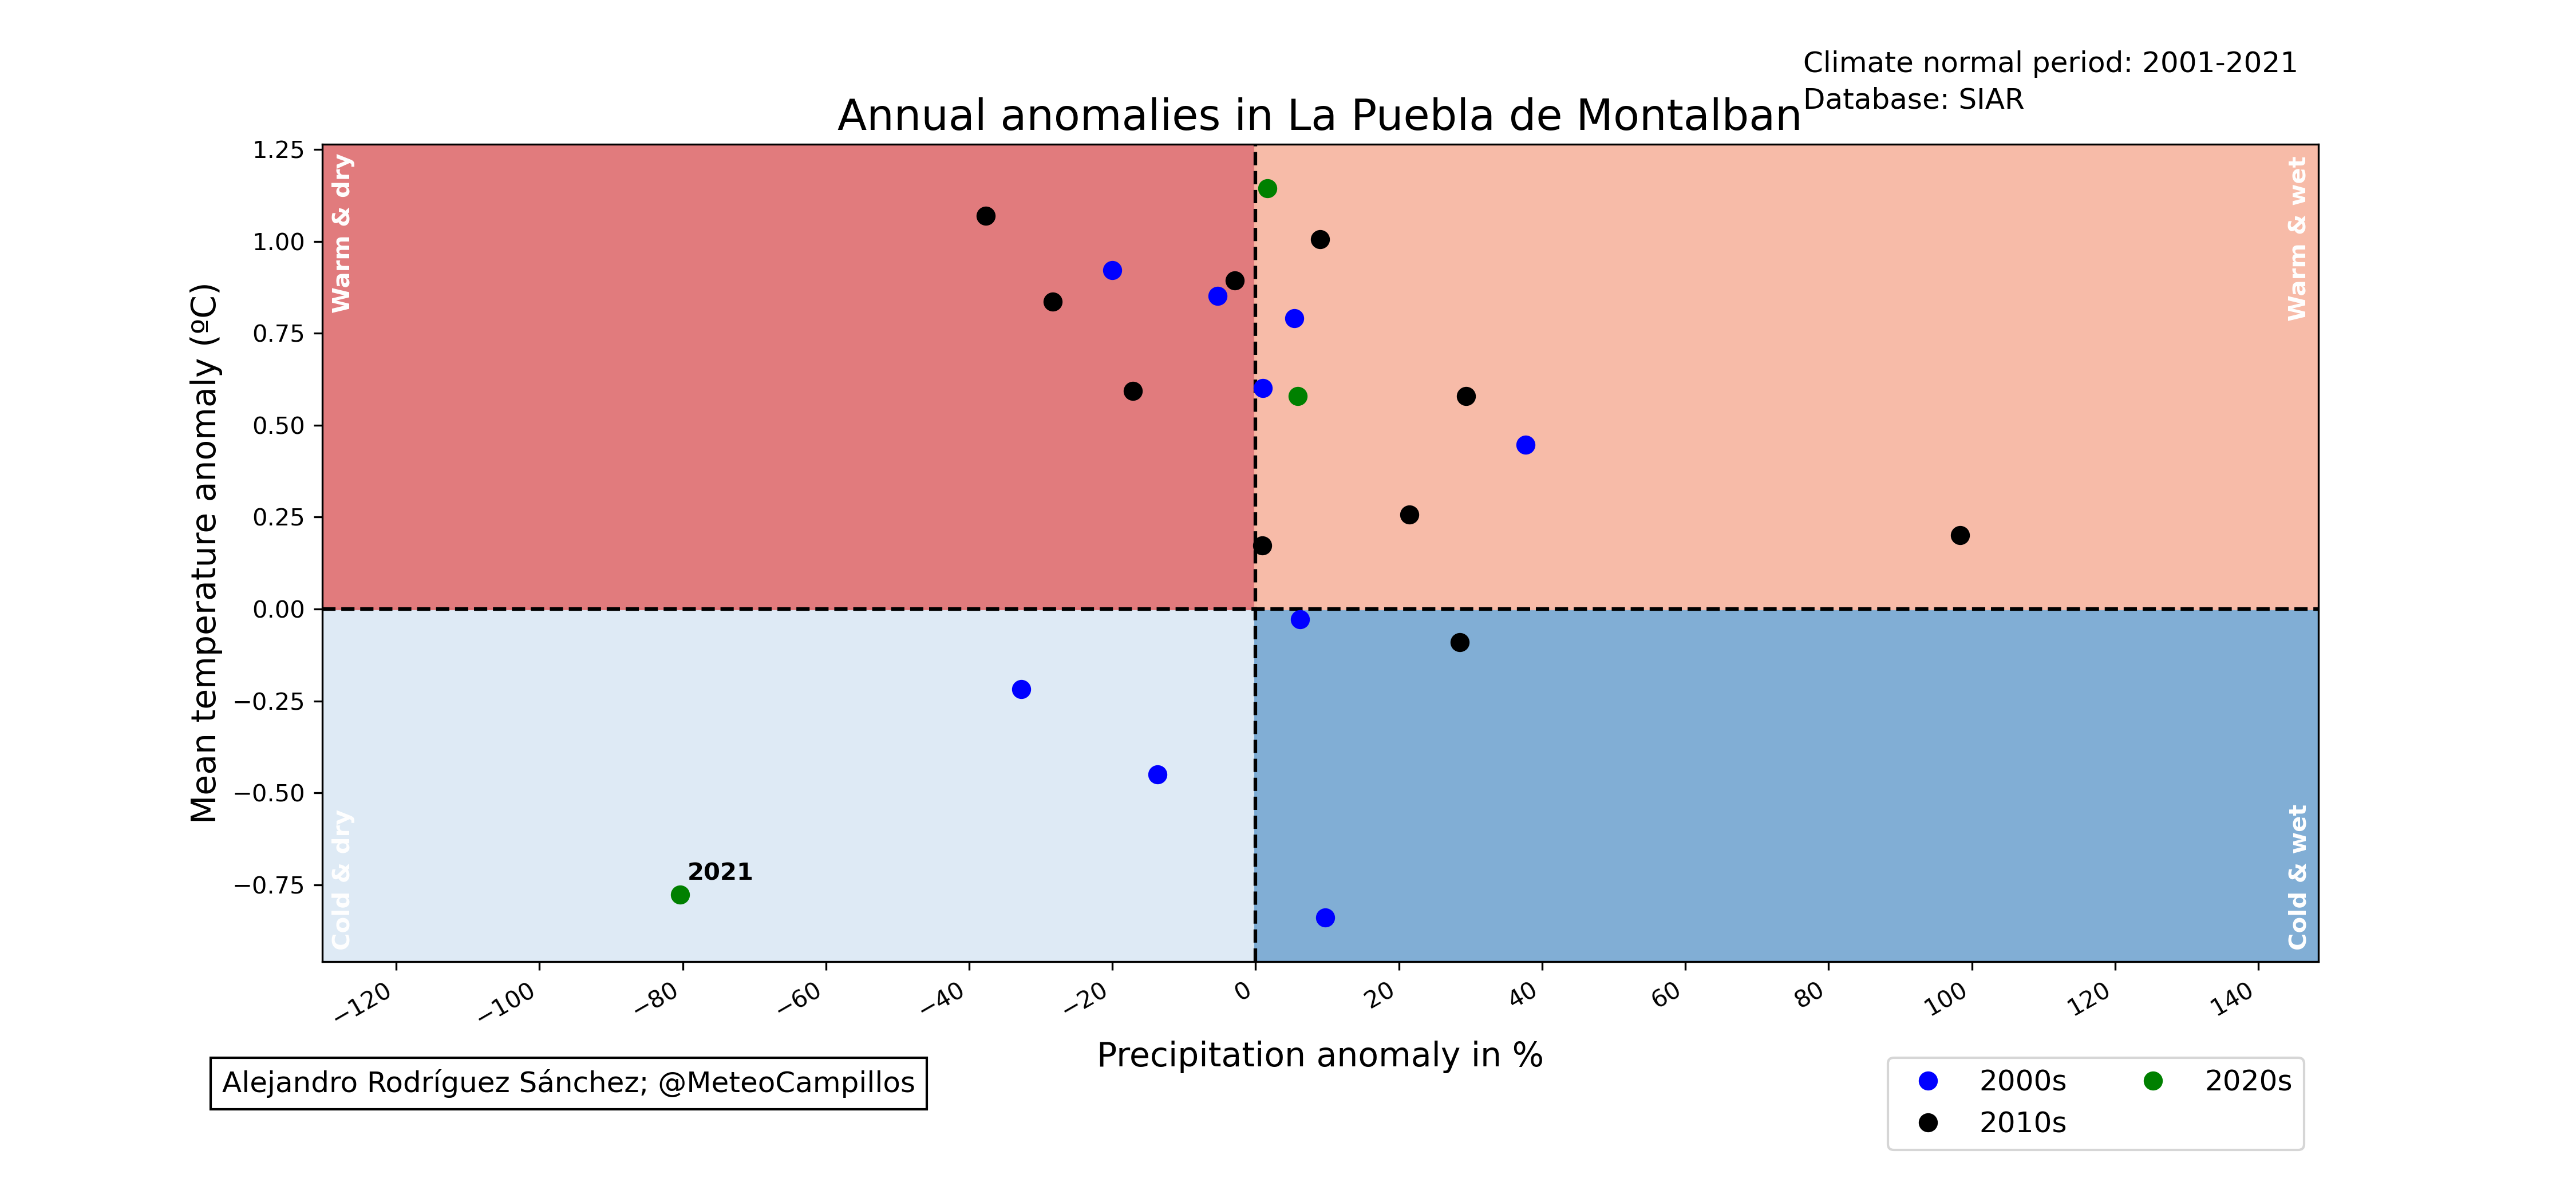 Climate normal period: 2001-2021
Database: SIAR
Annual anomalies in La Puebla de Montalban
Warm & dry
Warm & wet
Cold & dry
Cold & wet
Mean temperature anomaly (ºC)
1.25
1.00
0.75
0.50
0.25
0.00
−0.25
−0.50
−0.75
2021
−120 −100 −80 −60 −40 −20 0 20 40 60 80 100 120 140
Precipitation anomaly in %
Alejandro Rodríguez Sánchez; @MeteoCampillos
2000s 2020s
2010s